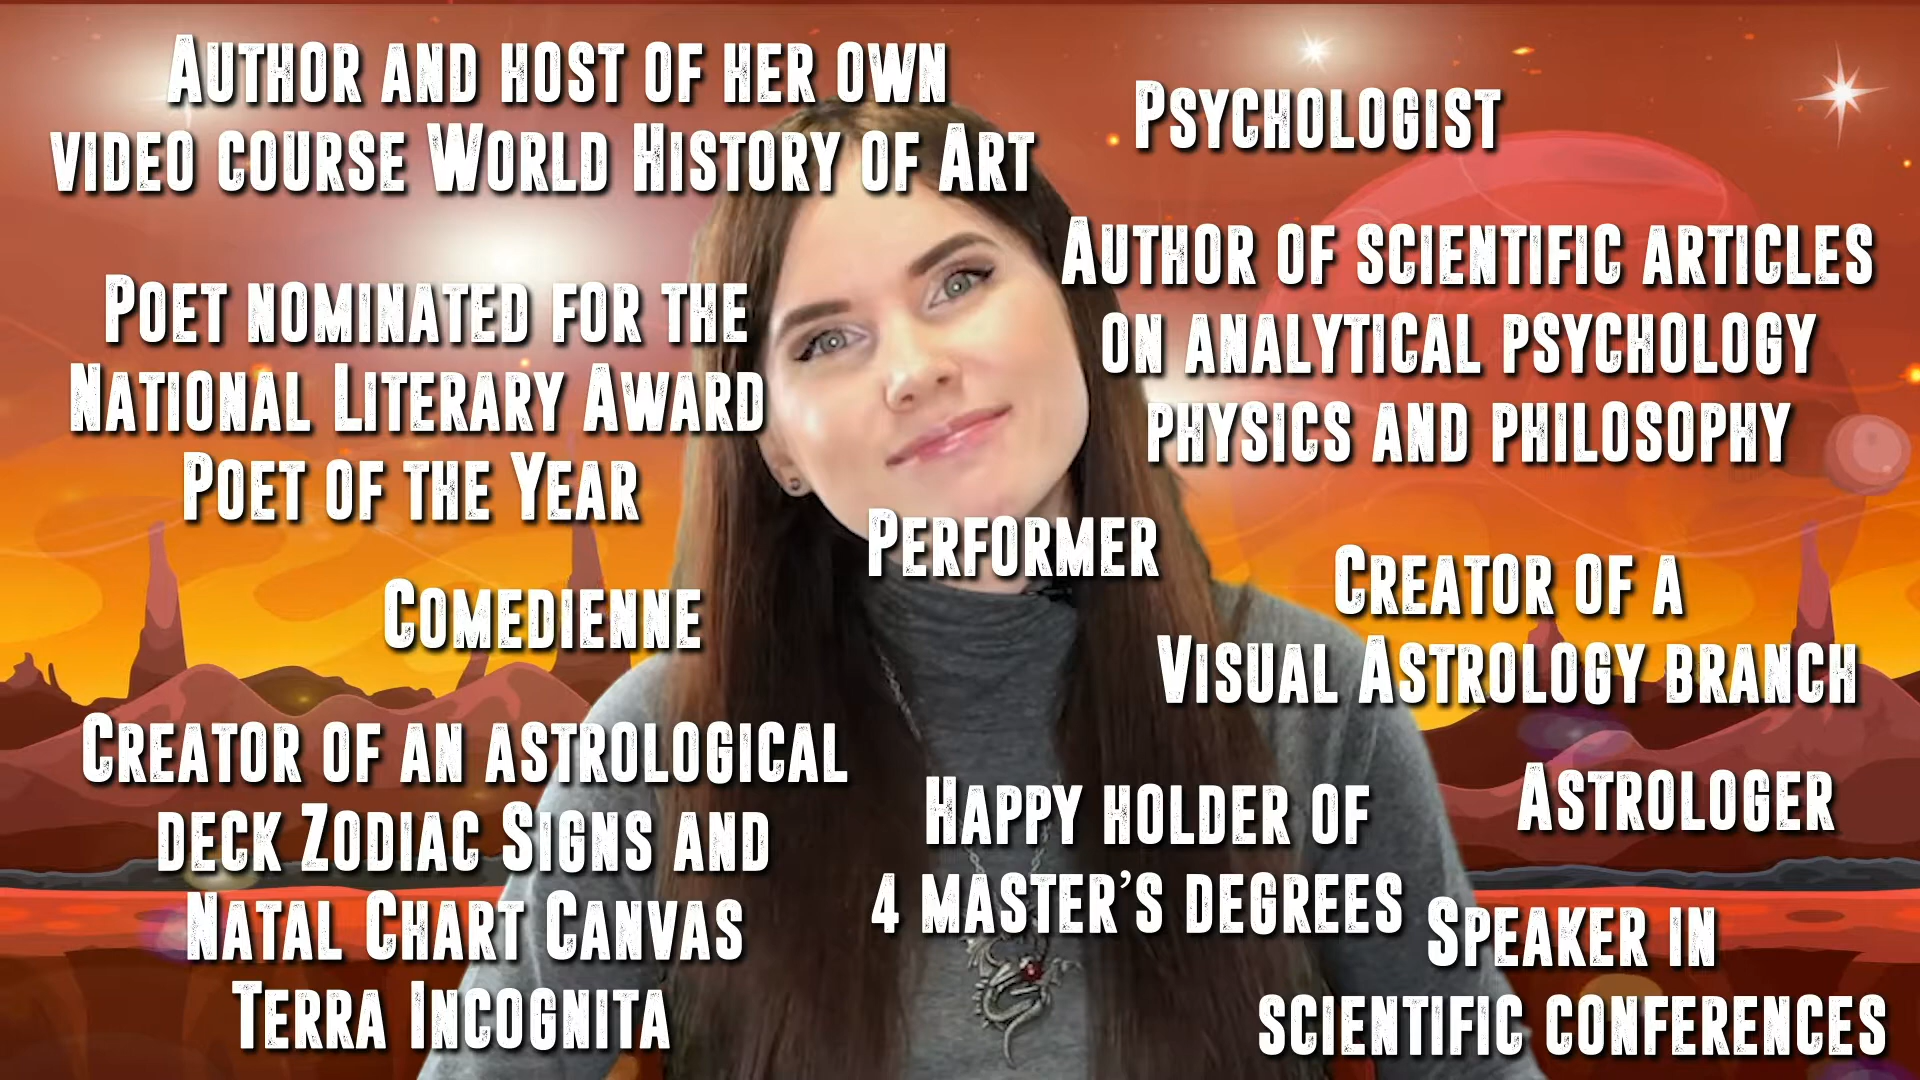 Author and host of her own
video course World History of Art
Psychologist
Author of scientific articles
on analytical psychology
physics and philosophy
Poet nominated for the
National Literary Award
Poet of the Year
Performer
Comedienne
Creator of a
Visual Astrology branch
Creator of an astrological
deck Zodiac Signs and
Natal Chart Canvas
Terra Incognita
Happy holder of
4 master’s degrees
Astrologer
Speaker in
scientific conferences